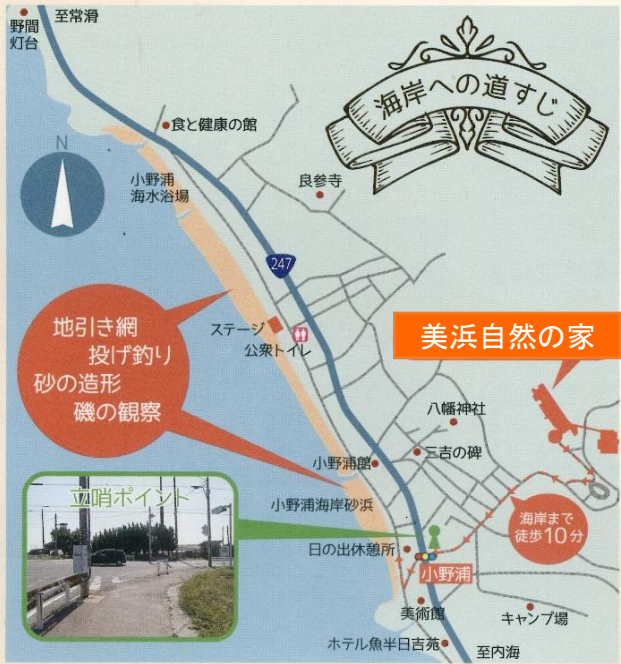 野間
灯台
至常滑
海岸への道すじ
食と健康の館
N
小野浦
海水浴場
良参寺
247
地引き網
投げ釣り
砂の造形
磯の観察
ステージ
公衆トイレ
美浜自然の家
八幡神社
三吉の碑
小野浦館
立哨ポイント
小野浦海岸砂浜
海岸まで
徒歩10分
日の出休憩所
小野浦
美術館
キャンプ場
ホテル魚半日吉苑
至内海